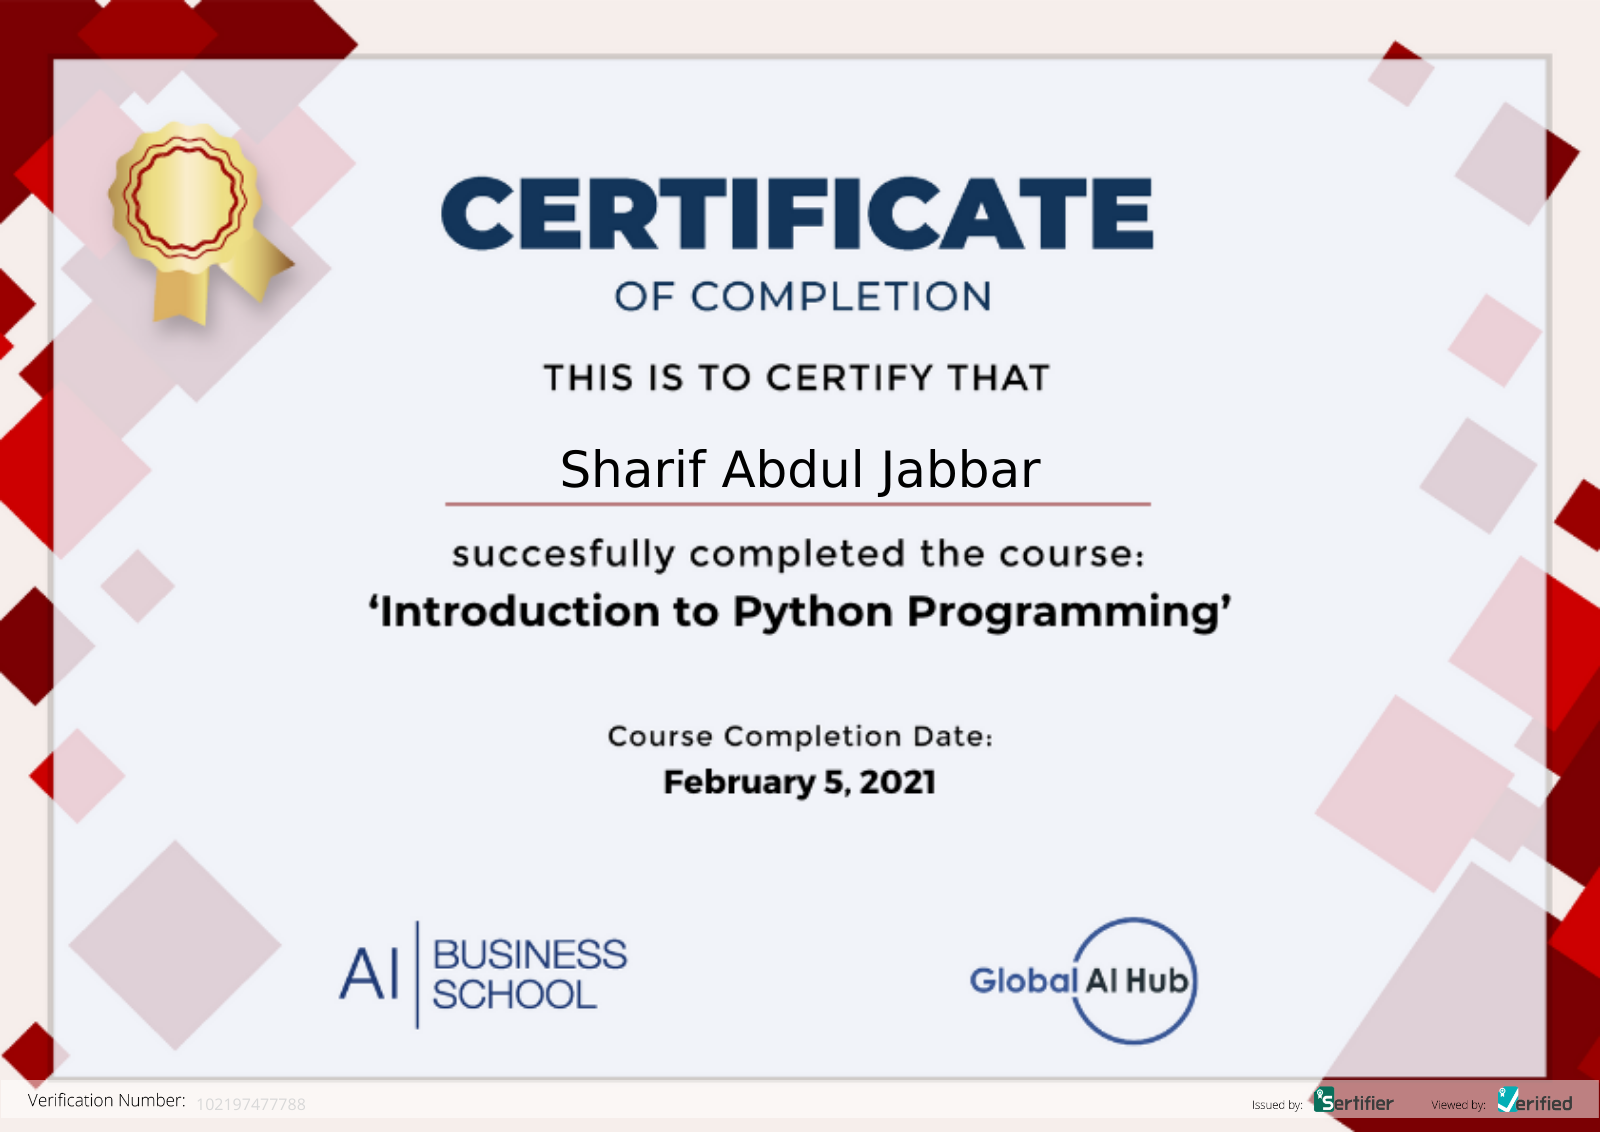 CERTIFICATE
OF COMPLETION
THIS IS TO CERTIFY THAT
Sharif Abdul Jabbar
succesfully completed the course:
‘Introduction to Python Programming’
Course Completion Date:
February 5, 2021
AI BUSINESS SCHOOL
Global AI Hub
Verification Number: 102197477788
Issued by: Sertifier
Viewed by: Verified